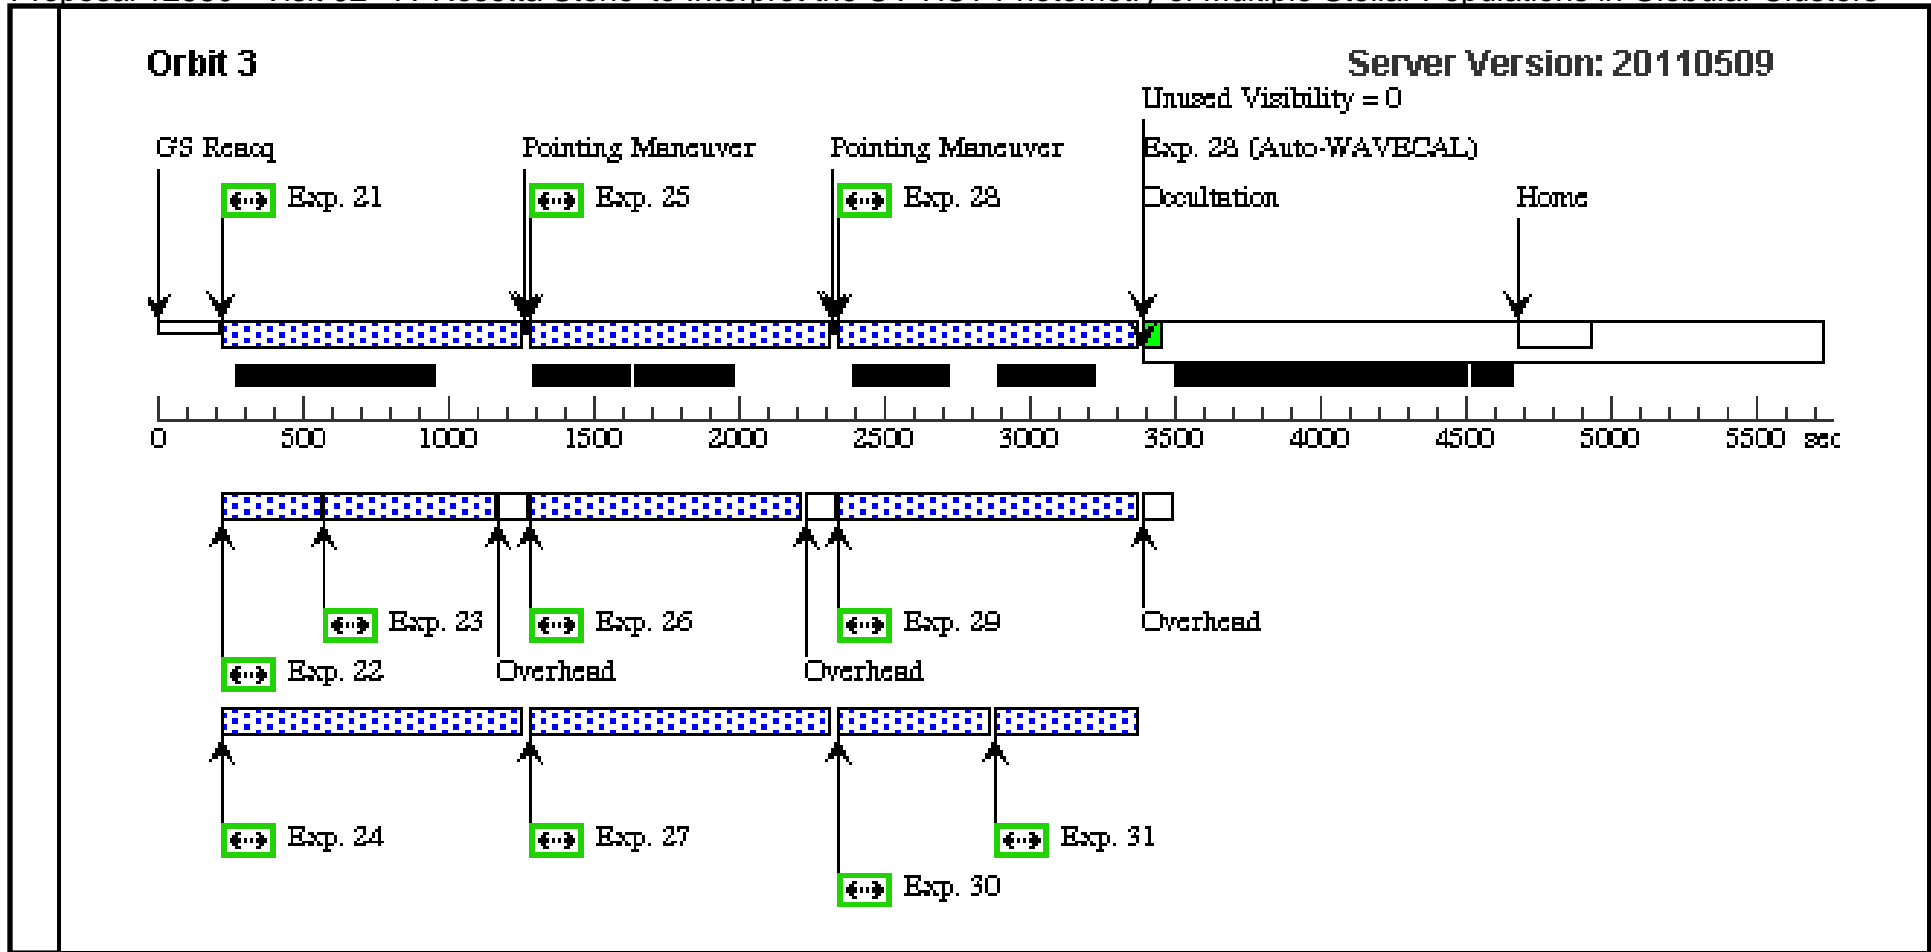 Orbit 3
Server Version: 20110509
Unused Visibility = 0
GS Reacq
Pointing Maneuver
Pointing Maneuver
Exp. 28 (Auto-WAVECAL)
Exp. 21
Exp. 25
Exp. 28
Occultation
Home
0 500 1000 1500 2000 2500 3000 3500 4000 4500 5000 5500 sec
Exp. 23
Exp. 26
Exp. 29
Overhead
Exp. 22
Overhead
Overhead
Exp. 24
Exp. 27
Exp. 31
Exp. 30